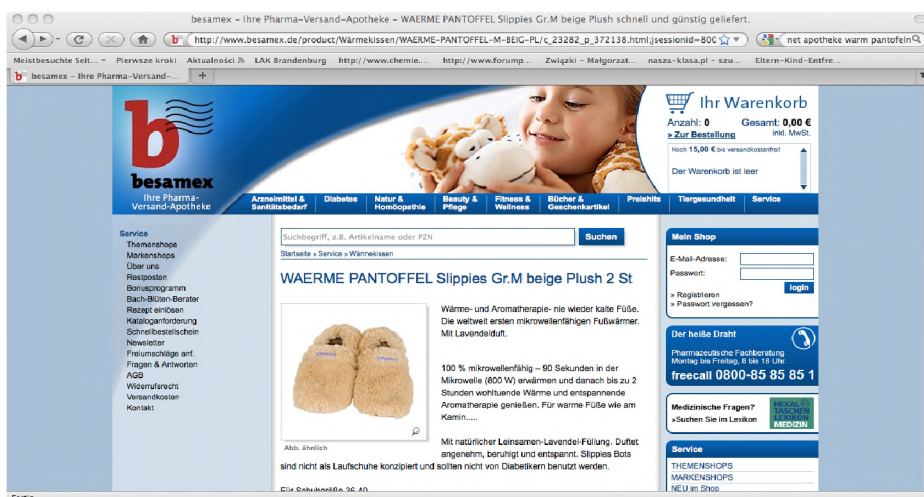 besamex – Ihre Pharma-Versand-Apotheke – WAERME PANTOFFEL Slippies Gr.M beige Plush schnell und günstig geliefert.
http://www.besamex.de/product/Wärmekissen/WAERME-PANTOFFEL-M-BEIG-PL/c_23282_p_372138.html;jsessionid=800
net apotheke warm pantofeln
Meistbesuchte Seit... Pierwsze kroki Aktualności LAK Brandenburg http://www.chemie... http://www.forump... Związki – Małgorzat... nasza-klasa.pl – szu... Eltern-Kind-Entfre...
besamex – Ihre Pharma-Versand-...
b
besamex
Ihre Pharma-
Versand-Apotheke
Ihr Warenkorb
Anzahl: 0 Gesamt: 0,00 €
» Zur Bestellung inkl. MwSt.
Noch 15,00 € bis versandkostenfrei!
Der Warenkorb ist leer
Arzneimittel & Sanitätsbedarf
Diabetes
Natur & Homöopathie
Beauty & Pflege
Fitness & Wellness
Bücher & Geschenkartikel
Preishits
Tiergesundheit
Service
Service
Themenshops
Markenshops
Über uns
Restposten
Bonusprogramm
Bach-Blüten-Berater
Rezept einlösen
Kataloganforderung
Schnellbestellschein
Newsletter
Freiumschläge anf.
Fragen & Antworten
AGB
Widerrufsrecht
Versandkosten
Kontakt
Suchbegriff, z.B. Artikelname oder PZN
Suchen
Startseite » Service » Wärmekissen
WAERME PANTOFFEL Slippies Gr.M beige Plush 2 St
Abb. ähnlich
Wärme- und Aromatherapie- nie wieder kalte Füße.
Die weltweit ersten mikrowellenfähigen Fußwärmer.
Mit Lavendelduft.
100 % mikrowellenfähig – 90 Sekunden in der
Mikrowelle (800 W) erwärmen und danach bis zu 2
Stunden wohltuende Wärme und entspannende
Aromatherapie genießen. Für warme Füße wie am
Kamin.....
Mit natürlicher Leinsamen-Lavendel-Füllung. Duftet
angenehm, beruhigt und entspannt. Slippies Bots
sind nicht als Laufschuhe konzipiert und sollten nicht von Diabetikern benutzt werden.
Für Schuhgröße 36-40
Mein Shop
E-Mail-Adresse:
Passwort:
login
» Registrieren
» Passwort vergessen?
Der heiße Draht
Pharmazeutische Fachberatung
Montag bis Freitag, 8 bis 18 Uhr.
freecall 0800-85 85 85 1
Medizinische Fragen?
»Suchen Sie im Lexikon
HEXAL
TASCHEN
LEXIKON
MEDIZIN
Service
THEMENSHOPS
MARKENSHOPS
NEU im Shop
Fertig